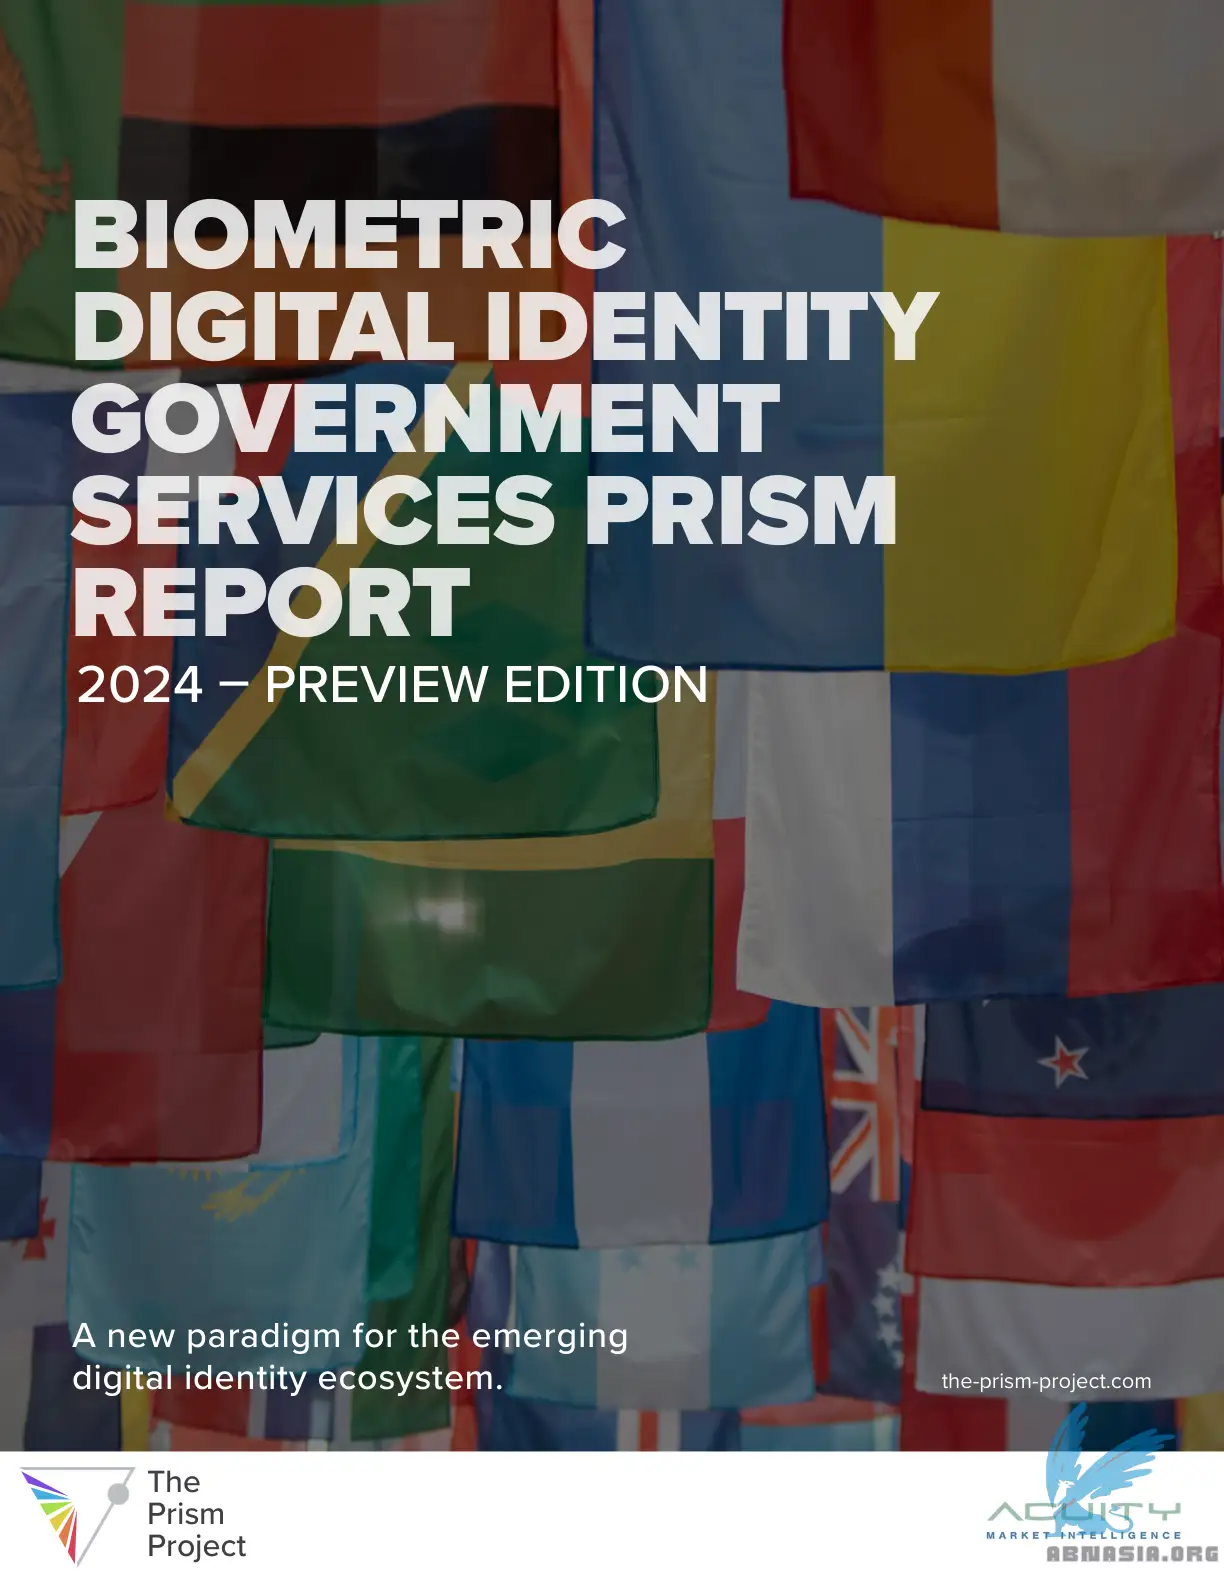 BIOMETRIC
DIGITAL IDENTITY
GOVERNMENT
SERVICES PRISM
REPORT
2024 – PREVIEW EDITION
A new paradigm for the emerging
digital identity ecosystem.
the-prism-project.com
The
Prism
Project
ACUITY
MARKET INTELLIGENCE
ABNASIA.ORG